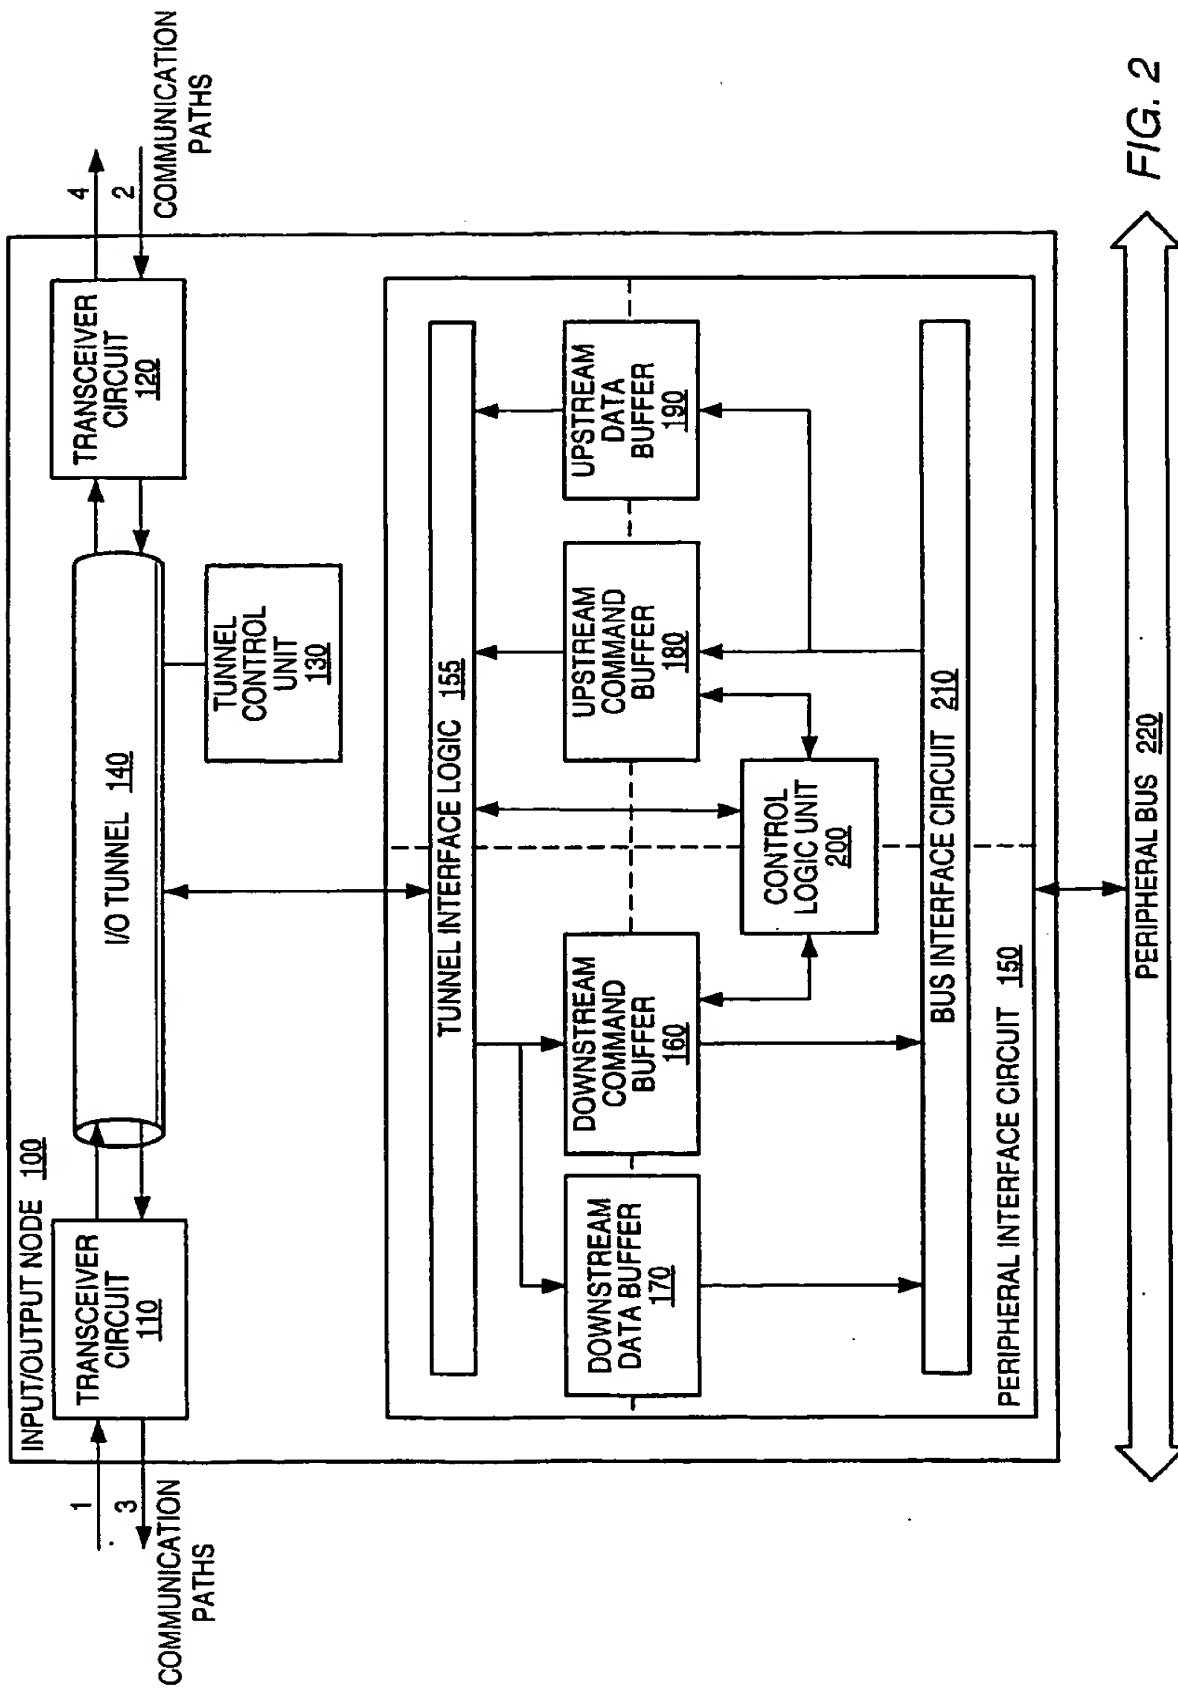 INPUT/OUTPUT NODE 100
1
3
COMMUNICATION
PATHS
TRANSCEIVER
CIRCUIT
110
I/O TUNNEL 140
TRANSCEIVER
CIRCUIT
120
4
2
COMMUNICATION
PATHS
TUNNEL
CONTROL
UNIT
130
TUNNEL INTERFACE LOGIC 155
DOWNSTREAM
DATA BUFFER
170
DOWNSTREAM
COMMAND
BUFFER
160
UPSTREAM
COMMAND
BUFFER
180
UPSTREAM
DATA
BUFFER
190
CONTROL
LOGIC UNIT
200
BUS INTERFACE CIRCUIT 210
PERIPHERAL INTERFACE CIRCUIT 150
PERIPHERAL BUS 220
FIG. 2